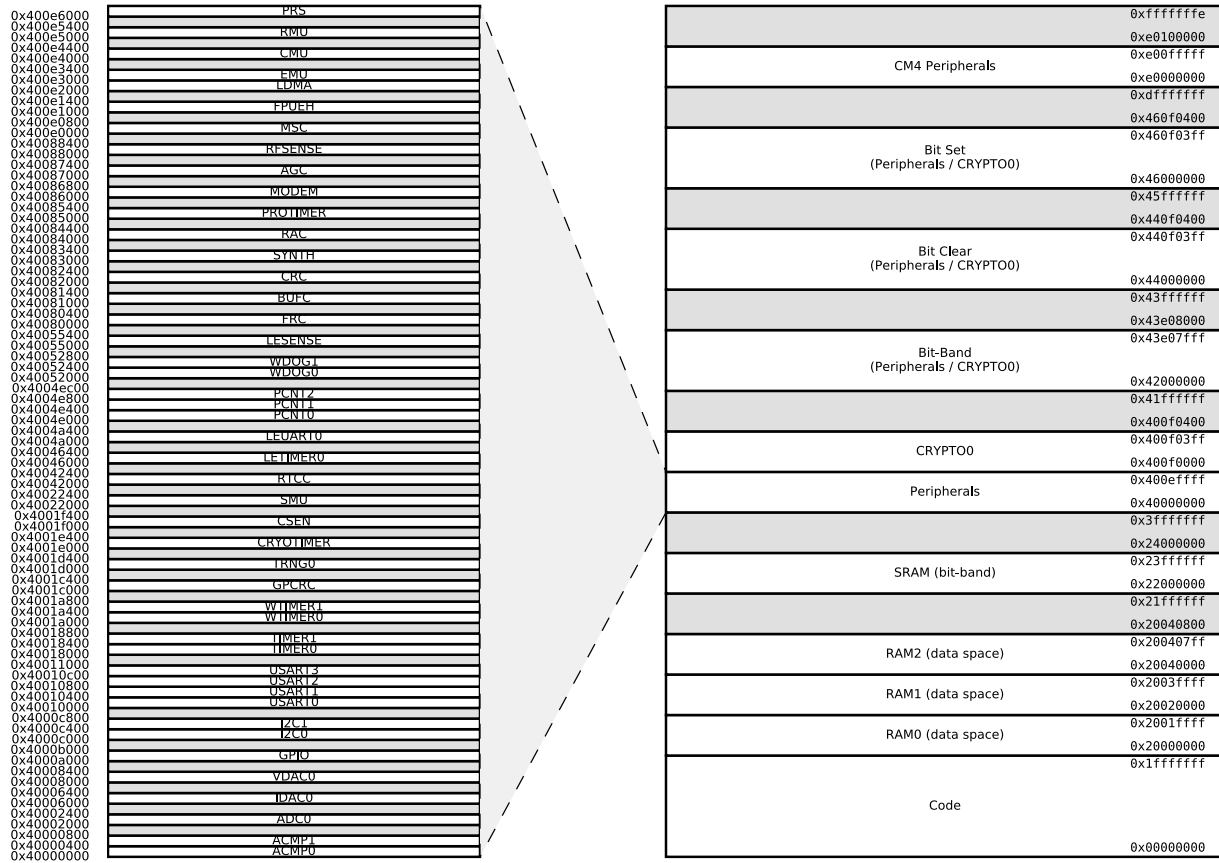 0x400e6000
0x400e5400
0x400e5000
0x400e4400
0x400e4000
0x400e3400
0x400e3000
0x400e2000
0x400e1400
0x400e1000
0x400e0800
0x400e0000
0x40088400
0x40088000
0x40087400
0x40087000
0x40086800
0x40086000
0x40085400
0x40085000
0x40084400
0x40084000
0x40083400
0x40083000
0x40082400
0x40082000
0x40081400
0x40081000
0x40080400
0x40080000
0x40055400
0x40055000
0x40052800
0x40052400
0x40052000
0x4004ec00
0x4004e800
0x4004e400
0x4004e000
0x4004a400
0x4004a000
0x40046400
0x40046000
0x40042400
0x40042000
0x40022400
0x40022000
0x4001f400
0x4001f000
0x4001e400
0x4001e000
0x4001d400
0x4001d000
0x4001c400
0x4001c000
0x4001a800
0x4001a400
0x4001a000
0x40018800
0x40018400
0x40018000
0x40011000
0x40010c00
0x40010800
0x40010400
0x40010000
0x4000c800
0x4000c400
0x4000c000
0x4000b000
0x4000a000
0x40008400
0x40008000
0x40006400
0x40006000
0x40002400
0x40002000
0x40000800
0x40000400
0x40000000
PRS
RMU
CMU
EMU
LDMA
FPUEH
MSC
RFSENSE
AGC
MODEM
PROTIMER
RAC
SYNTH
CRC
BUFC
FRC
LESENSE
WDOG1
WDOG0
PCNT2
PCNT1
PCNT0
LEUART0
LETIMER0
RTCC
SMU
CSEN
CRYOTIMER
TRNG0
GPCRC
WTIMER1
WTIMER0
TIMER1
TIMER0
USART3
USART2
USART1
USART0
I2C1
I2C0
GPIO
VDAC0
IDAC0
ADC0
ACMP1
ACMP0
0xfffffffe
0xe0100000
0xe00fffff
CM4 Peripherals
0xe0000000
0xdfffffff
0x460f0400
0x460f03ff
Bit Set
(Peripherals / CRYPTO0)
0x46000000
0x45ffffff
0x440f0400
0x440f03ff
Bit Clear
(Peripherals / CRYPTO0)
0x44000000
0x43ffffff
0x43e08000
0x43e07fff
Bit-Band
(Peripherals / CRYPTO0)
0x42000000
0x41ffffff
0x400f0400
0x400f03ff
CRYPTO0
0x400f0000
0x400effff
Peripherals
0x40000000
0x3fffffff
0x24000000
0x23ffffff
SRAM (bit-band)
0x22000000
0x21ffffff
0x20040800
0x200407ff
RAM2 (data space)
0x20040000
0x2003ffff
RAM1 (data space)
0x20020000
0x2001ffff
RAM0 (data space)
0x20000000
0x1fffffff
Code
0x00000000